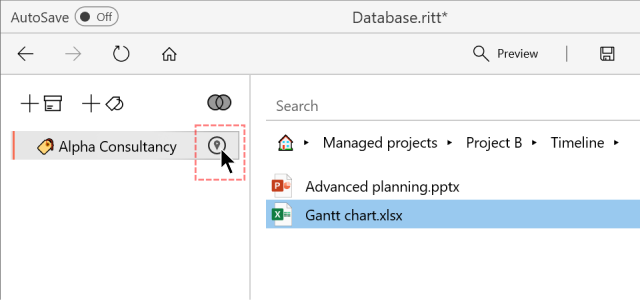 AutoSave Off Database.ritt*
Preview
Search
Alpha Consultancy
Managed projects Project B Timeline
Advanced planning.pptx
Gantt chart.xlsx